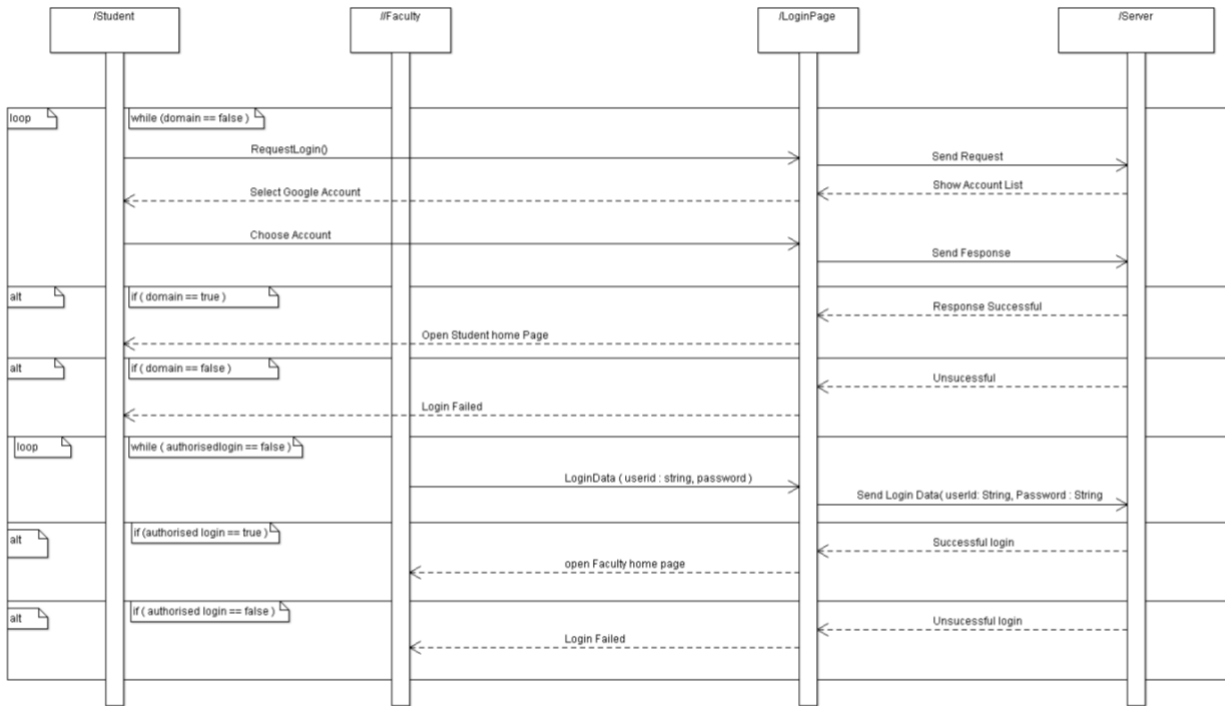 /Student
//Faculty
/LoginPage
/Server
loop
while (domain == false )
RequestLogin()
Send Request
Show Account List
Select Google Account
Choose Account
Send Fesponse
alt
if ( domain == true )
Response Successful
Open Student home Page
alt
if ( domain == false )
Unsucessful
Login Failed
loop
while ( authorisedlogin == false )
LoginData ( userid : string, password )
Send Login Data( userId: String, Password : String
alt
if (authorised login == true )
Successful login
open Faculty home page
alt
if ( authorised login == false )
Unsucessful login
Login Failed